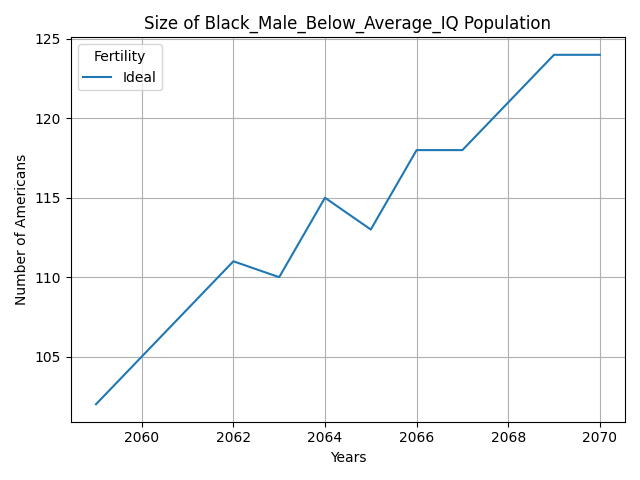 Size of Black_Male_Below_Average_IQ Population
Fertility
Ideal
Number of Americans
125
120
115
110
105
2060 2062 2064 2066 2068 2070
Years